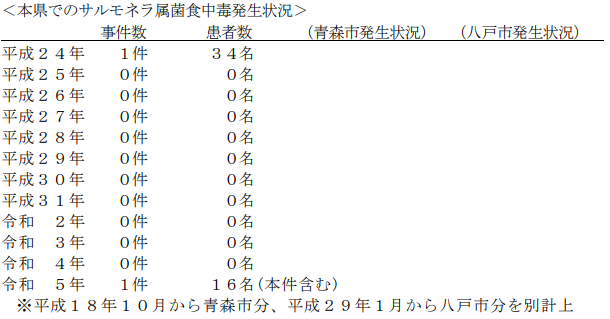 ＜本県でのサルモネラ属菌食中毒発生状況＞
事件数　患者数　（青森市発生状況）　（八戸市発生状況）
平成２４年　１件　３４名
平成２５年　０件　０名
平成２６年　０件　０名
平成２７年　０件　０名
平成２８年　０件　０名
平成２９年　０件　０名
平成３０年　０件　０名
平成３１年　０件　０名
令和　２年　０件　０名
令和　３年　０件　０名
令和　４年　０件　０名
令和　５年　１件　１６名（本件含む）
※平成１８年１０月から青森市分、平成２９年１月から八戸市分を別計上